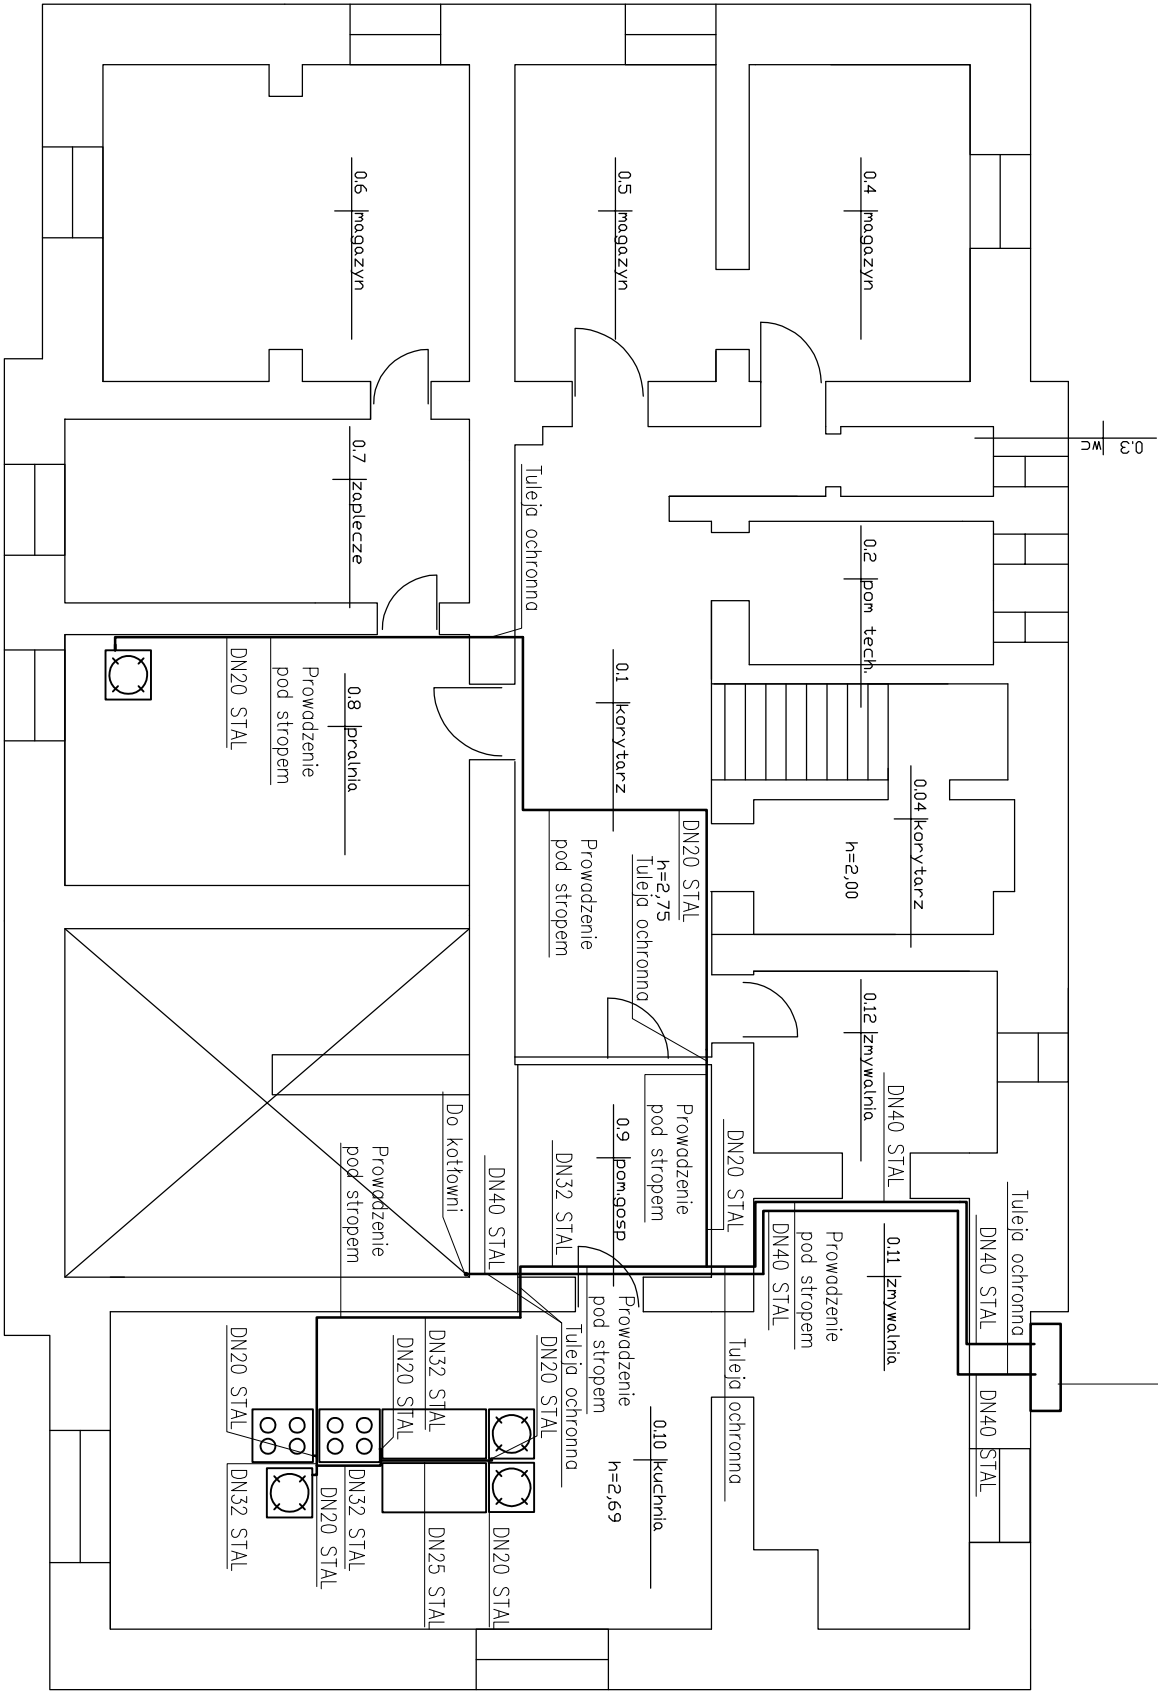 0.6 magazyn
0.5 magazyn
0.4 magazyn
0.3
WC
0.7 zaplecze
Tuleja ochronna
0.2 pom tech.
0.1 korytarz
0.8 pralnia
Prowadzenie
pod stropem
DN20 STAL
0.04 korytarz
h=2,00
DN20 STAL
h=2,75
Tuleja ochronna
Prowadzenie
pod stropem
0.12 zmywalnia
DN40 STAL
Do kotłowni
Prowadzenie
pod stropem
DN40 STAL
DN32 STAL
0.9 pom.gosp
Prowadzenie
pod stropem
DN20 STAL
Tuleja ochronna
DN40 STAL
0.11 zmywalnia
Prowadzenie
pod stropem
DN40 STAL
DN40 STAL
Tuleja ochronna
Prowadzenie
pod stropem
Tuleja ochronna
DN20 STAL
DN32 STAL
DN20 STAL
DN20 STAL
0.10 kuchnia
h=2,69
DN32 STAL
DN20 STAL
DN32 STAL
DN25 STAL
DN20 STAL